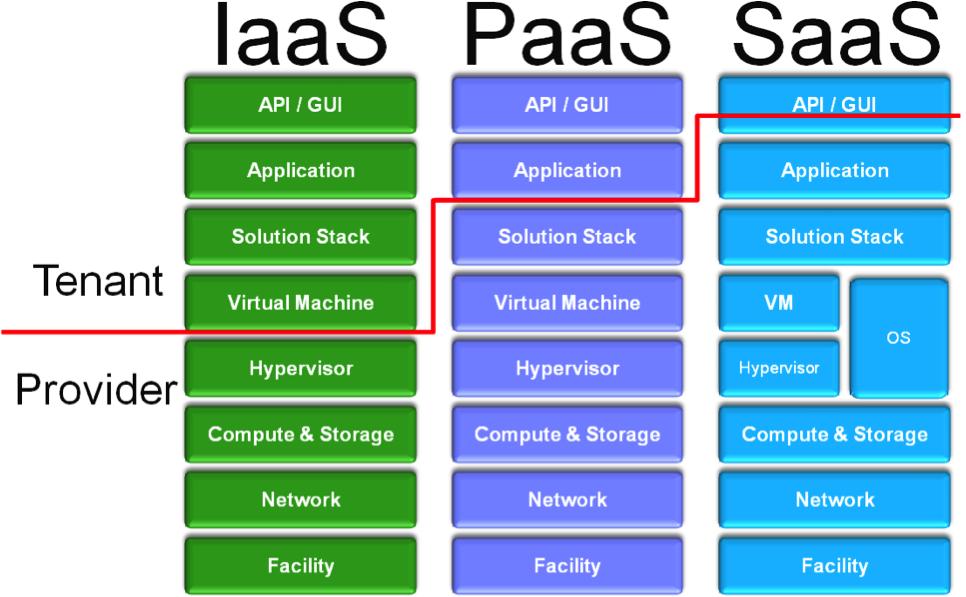 IaaS PaaS SaaS
API / GUI API / GUI API / GUI
Application Application Application
Solution Stack Solution Stack Solution Stack
Tenant
Virtual Machine Virtual Machine VM
OS
Provider
Hypervisor Hypervisor Hypervisor
Compute & Storage Compute & Storage Compute & Storage
Network Network Network
Facility Facility Facility